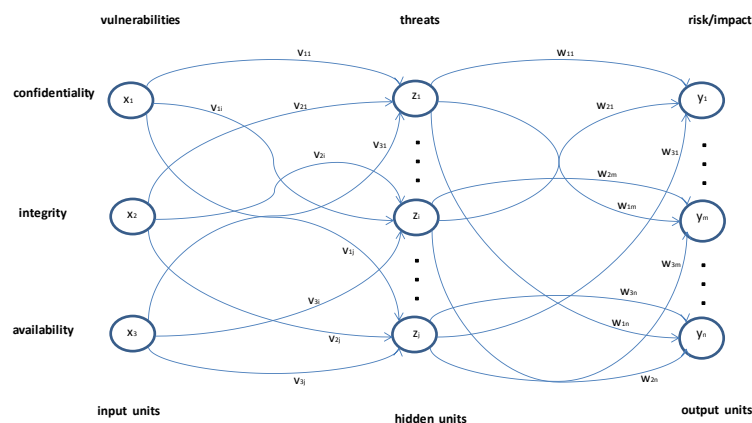 vulnerabilities threats risk/impact
v11 w11
confidentiality x1 z1 y1
v1i v21 w21
v31 w31
v2i w2m
integrity x2 zi w1m ym
v1j w3m
v3i w3n
availability x3 v2j zj w1n yn
v3j w2n
input units hidden units output units